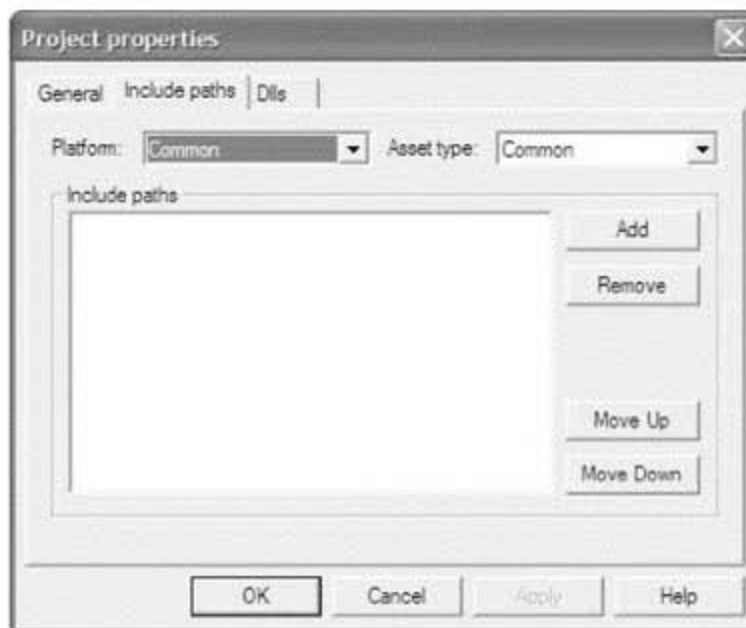 Project properties
General Include paths Dlls
Platform: Common Asset type: Common
Include paths
Add
Remove
Move Up
Move Down
OK Cancel Apply Help